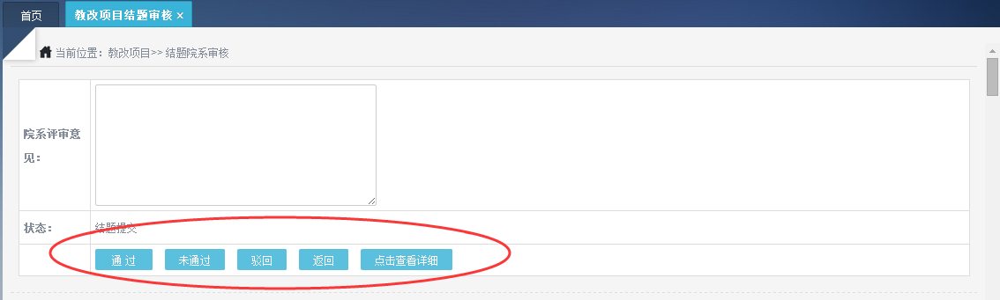 首页
教改项目结题审核 ×
当前位置：教改项目>> 结题院系审核
院系评审意
见：
状态：
结题提交
通 过
未通过
驳回
返回
点击查看详细